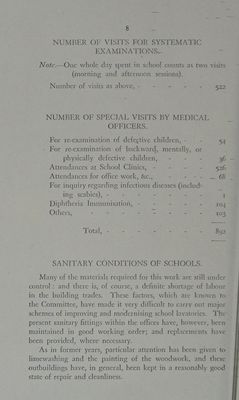 8
NUMBER OF VISITS FOR SYSTEMATIC
EXAMINATIONS.
Note.—One whole day spent in school counts as two visits
(morning and afternoon sessions).
Number of visits as above, - - - - - 522
NUMBER OF SPECIAL VISITS BY MEDICAL
OFFICERS.
For re-examination of defective children, - - 54
For re-examination of backward, mentally, or
physically defective children, - - - 36
Attendances at School Clinics, - - - - 526
Attendances for office work, &c., - - - - 68
For inquiry regarding infectious diseases (includ-
ing scabies), - - - - - - 1
Diphtheria Immunisation, - - - - - 104
Others, - - - - - - - 103
Total, - - - - - - 892
SANITARY CONDITIONS OF SCHOOLS.
Many of the materials required for this work are still under
control: and there is, of course, a definite shortage of labour
in the building trades. These factors, which are known to
the Committee, have made it very difficult to carry out major
schemes of improving and modernising school lavatories. The
present sanitary fittings within the offices have, however, been
maintained in good working order; and replacements have
been provided, where necessary.
As in former years, particular attention has been given to
limewashing and the painting of the woodwork, and these
outbuildings have, in general, been kept in a reasonably good
state of repair and cleanliness.